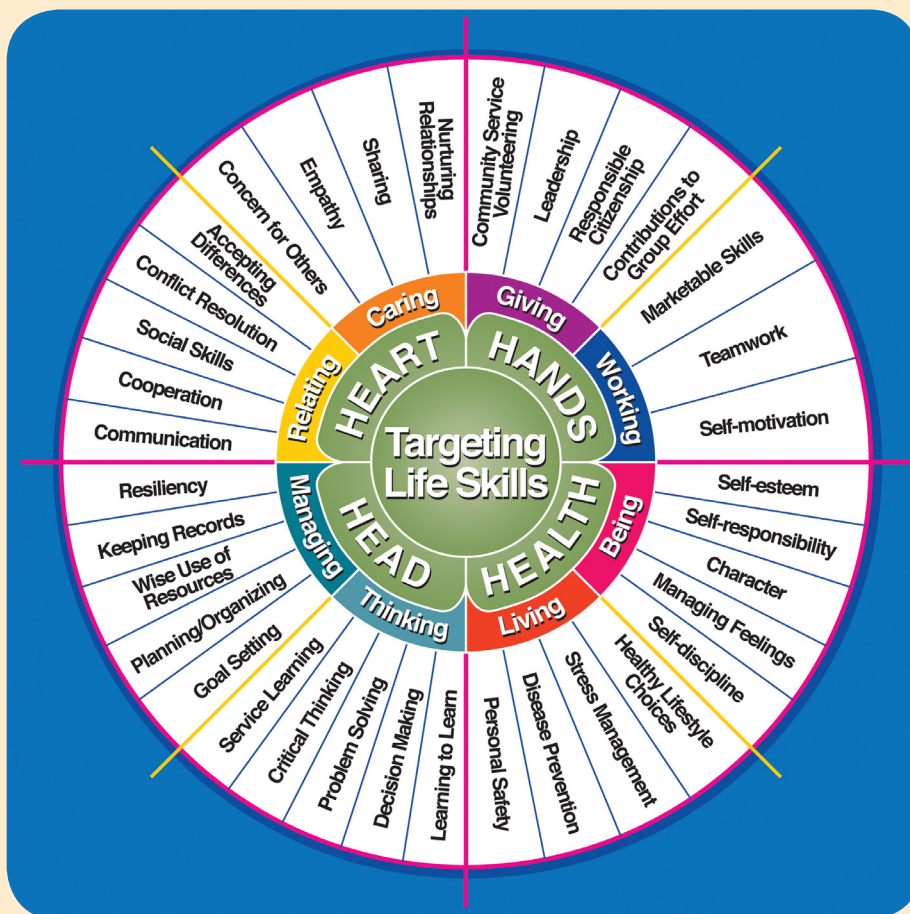 Targeting
Life Skills
HEART
HANDS
HEALTH
HEAD
Caring
Giving
Working
Being
Living
Thinking
Managing
Relating
Community Service
Volunteering
Leadership
Responsible
Citizenship
Contributions to
Group Effort
Marketable Skills
Teamwork
Self-motivation
Self-esteem
Self-responsibility
Character
Managing Feelings
Self-discipline
Healthy Lifestyle
Choices
Stress Management
Disease Prevention
Personal Safety
Learning to Learn
Decision Making
Problem Solving
Critical Thinking
Service Learning
Goal Setting
Planning/Organizing
Wise Use of
Resources
Keeping Records
Resiliency
Communication
Cooperation
Social Skills
Conflict Resolution
Accepting
Differences
Concern for Others
Empathy
Sharing
Nurturing
Relationships